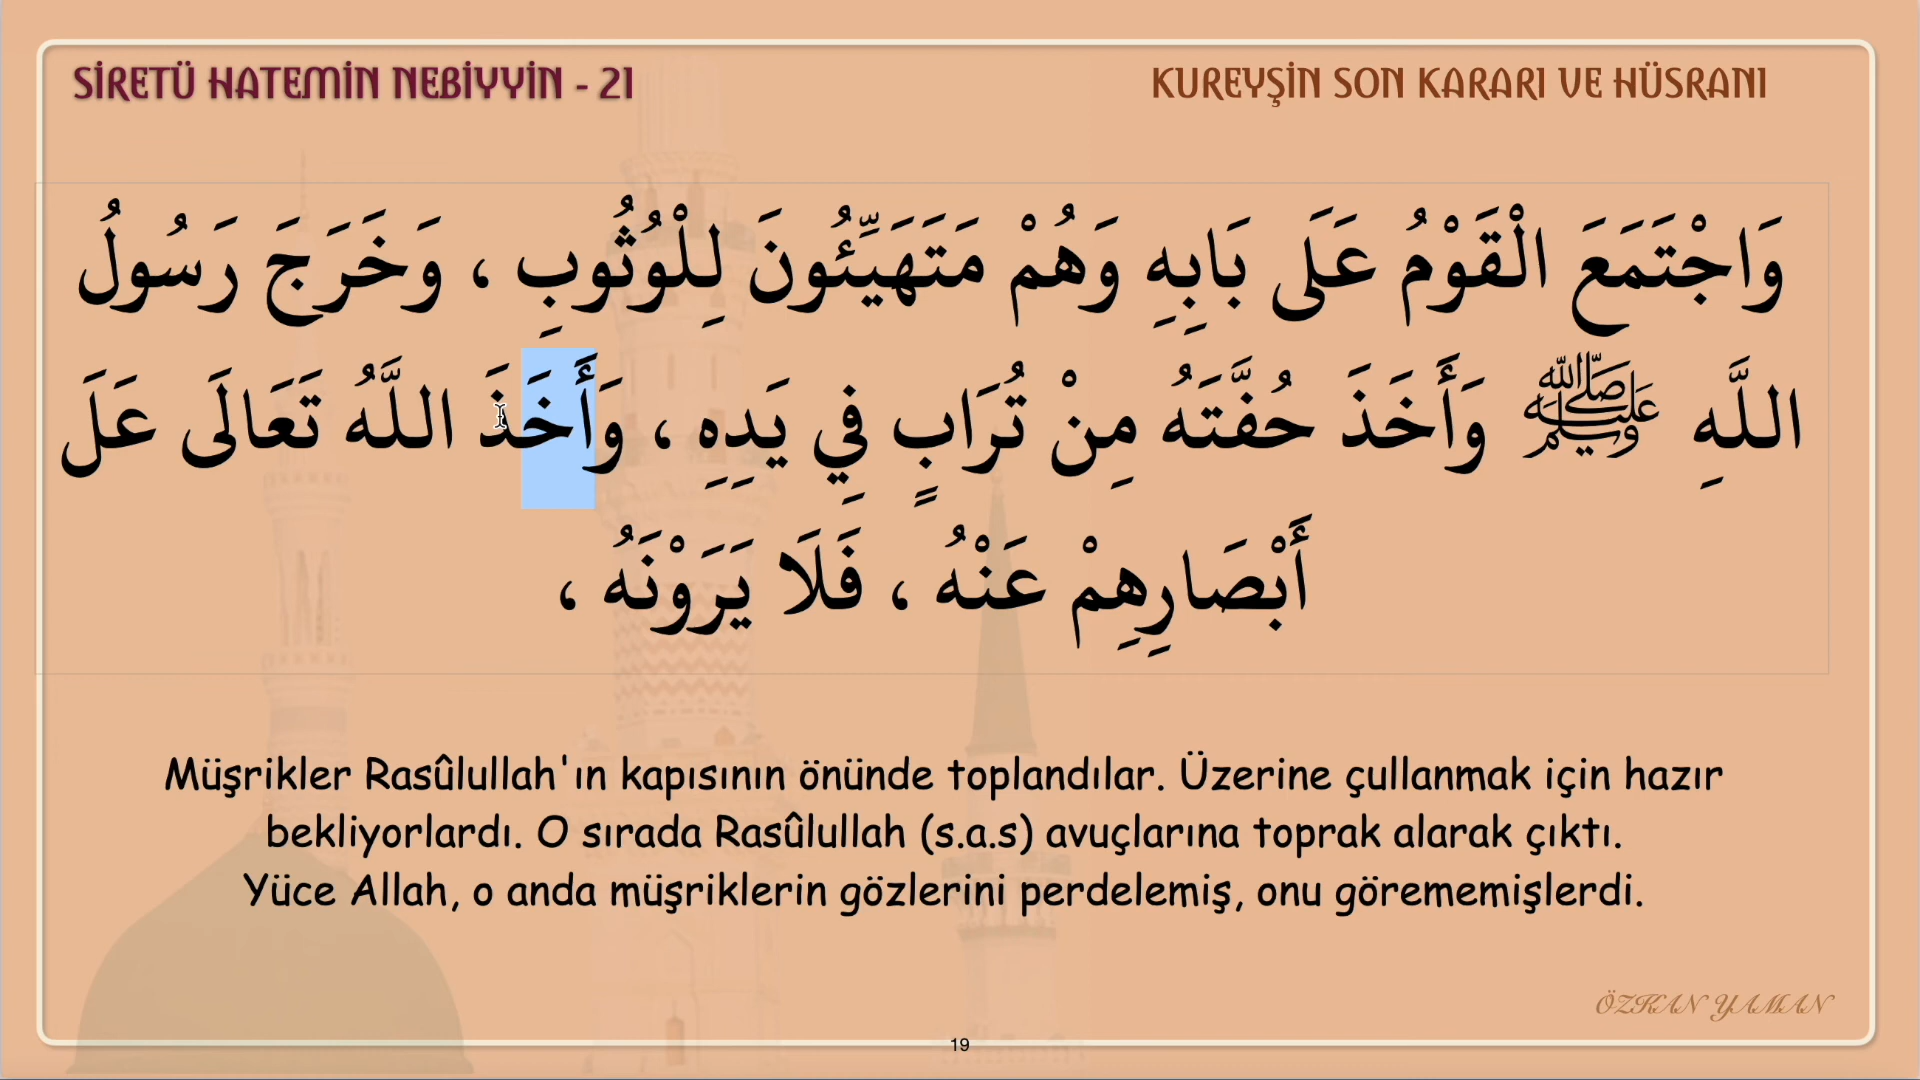 SİRETÜ HATEMİN NEBİYYİN - 21
KUREYŞİN SON KARARI VE HÜSRANI
وَاجْتَمَعَ الْقَوْمُ عَلَى بَابِهِ وَهُمْ مَتَهَيِّئُونَ لِلْوُثُوبِ ، وَخَرَجَ رَسُولُ
اللَّهِ ﷺ وَأَخَذَ حُفَّتَهُ مِنْ تُرَابٍ فِي يَدِهِ ، وَأَخَذَ اللَّهُ تَعَالَى عَلَ
أَبْصَارِهِمْ عَنْهُ ، فَلَا يَرَوْنَهُ ،
Müşrikler Rasûlullah'ın kapısının önünde toplandılar. Üzerine çullanmak için hazır
bekliyorlardı. O sırada Rasûlullah (s.a.s) avuçlarına toprak alarak çıktı.
Yüce Allah, o anda müşriklerin gözlerini perdelemiş, onu görememişlerdi.
ÖZKAN YAMAN
19